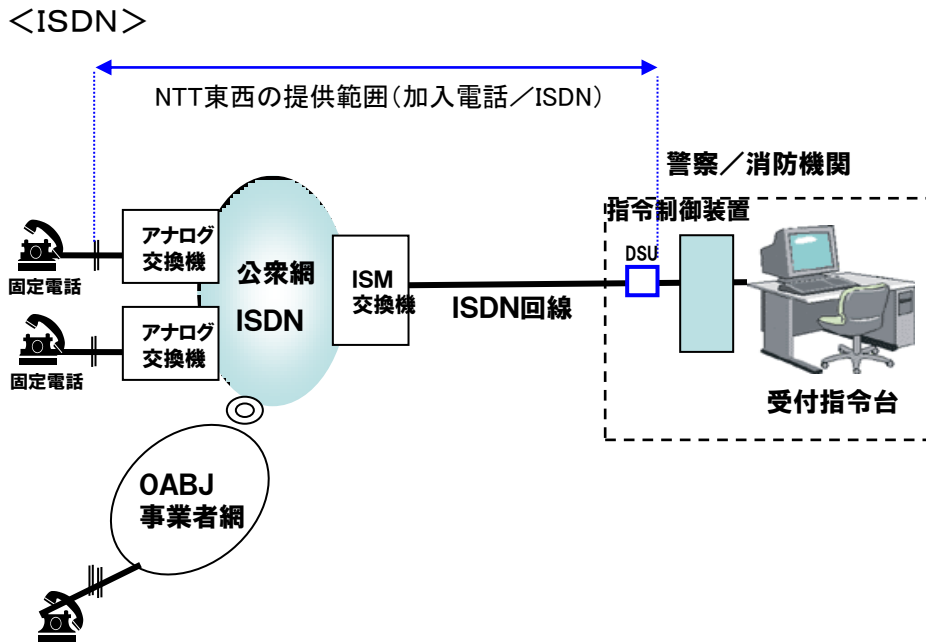 ＜ISDN＞
NTT東西の提供範囲（加入電話／ISDN）
警察／消防機関
指令制御装置
DSU
アナログ
交換機
公衆網
ISDN
ISM
交換機
ISDN回線
固定電話
アナログ
交換機
固定電話
受付指令台
0ABJ
事業者網